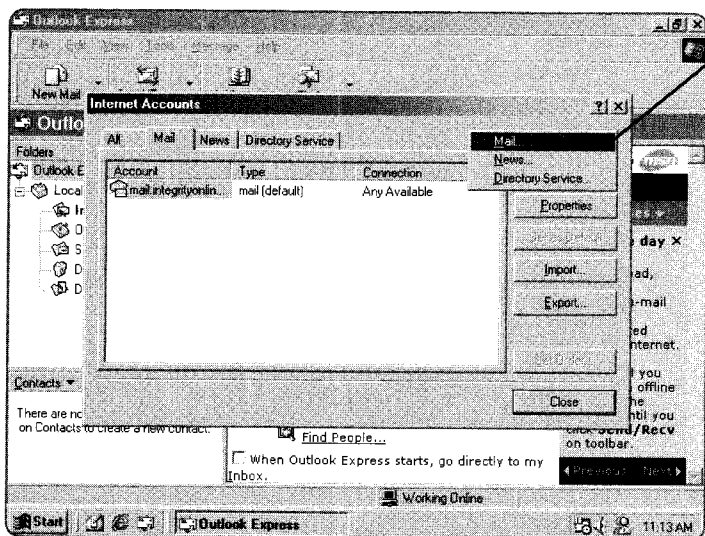 Outlook Express
File Edit View Tools Message Help
New Mail
Internet Accounts
Outlo
All Mail News Directory Service
Mail...
News...
Directory Service...
Folders
Account Type Connection
Outlook E
mail.integrityonlin... mail (default) Any Available
Local
In
O
S
D
D
Properties
Import...
Export...
Close
day ×
ad,
-mail
ed
nternet.
you
offline
he
ntil you
click Send/Recv
on toolbar.
Contacts
There are no
on Contacts to create a new contact.
Find People...
When Outlook Express starts, go directly to my
Inbox.
Previous Next
Working Online
Start Outlook Express 11:13 AM